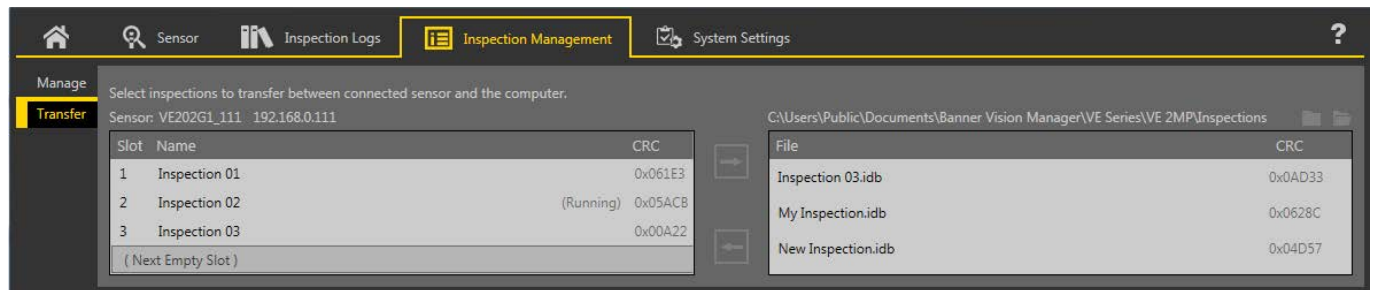 Sensor Inspection Logs Inspection Management System Settings ?
Manage
Transfer
Select inspections to transfer between connected sensor and the computer.
Sensor: VE202G1_111 192.168.0.111
Slot Name CRC
1 Inspection 01 0x061E3
2 Inspection 02 (Running) 0x05ACB
3 Inspection 03 0x00A22
( Next Empty Slot )
C:\Users\Public\Documents\Banner Vision Manager\VE Series\VE 2MP\Inspections
File CRC
Inspection 03.idb 0x0AD33
My Inspection.idb 0x0628C
New Inspection.idb 0x04D57